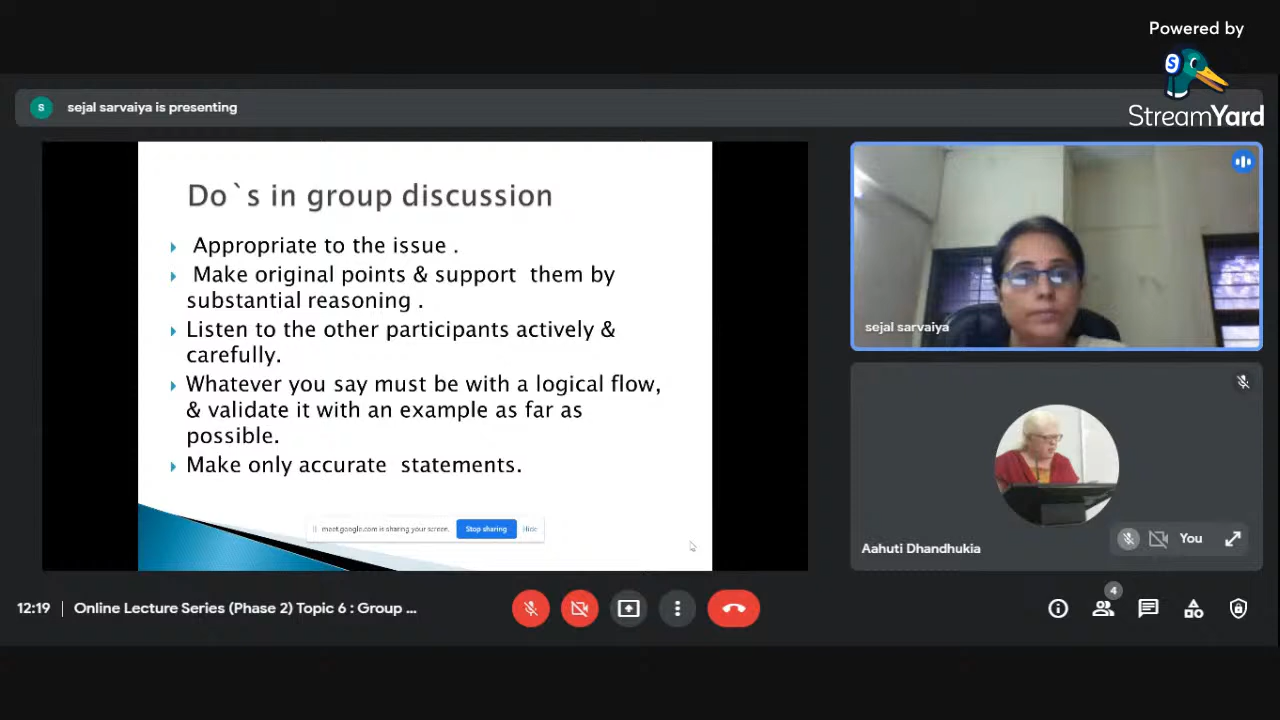 Powered by
StreamYard
S
sejal sarvaiya is presenting
Do`s in group discussion
Appropriate to the issue .
Make original points & support them by
substantial reasoning .
Listen to the other participants actively &
carefully.
Whatever you say must be with a logical flow,
& validate it with an example as far as
possible.
Make only accurate statements.
meet.google.com is sharing your screen.
Stop sharing
Hide
sejal sarvaiya
Aahuti Dhandhukia
You
12:19
Online Lecture Series (Phase 2) Topic 6 : Group ...
4